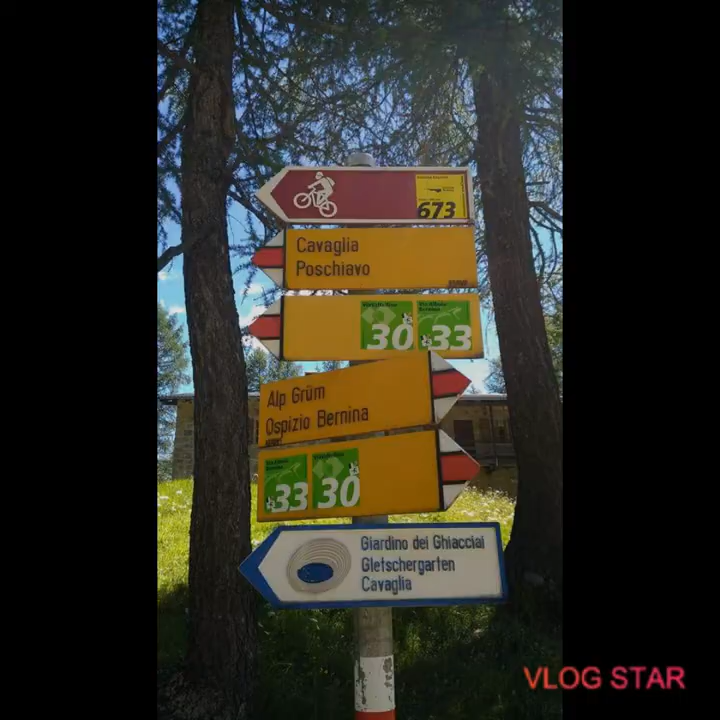 673
Cavaglia
Poschiavo
30 33
Alp Grüm
Ospizio Bernina
33 30
Giardino dei Ghiacciai
Gletschergarten
Cavaglia
VLOG STAR